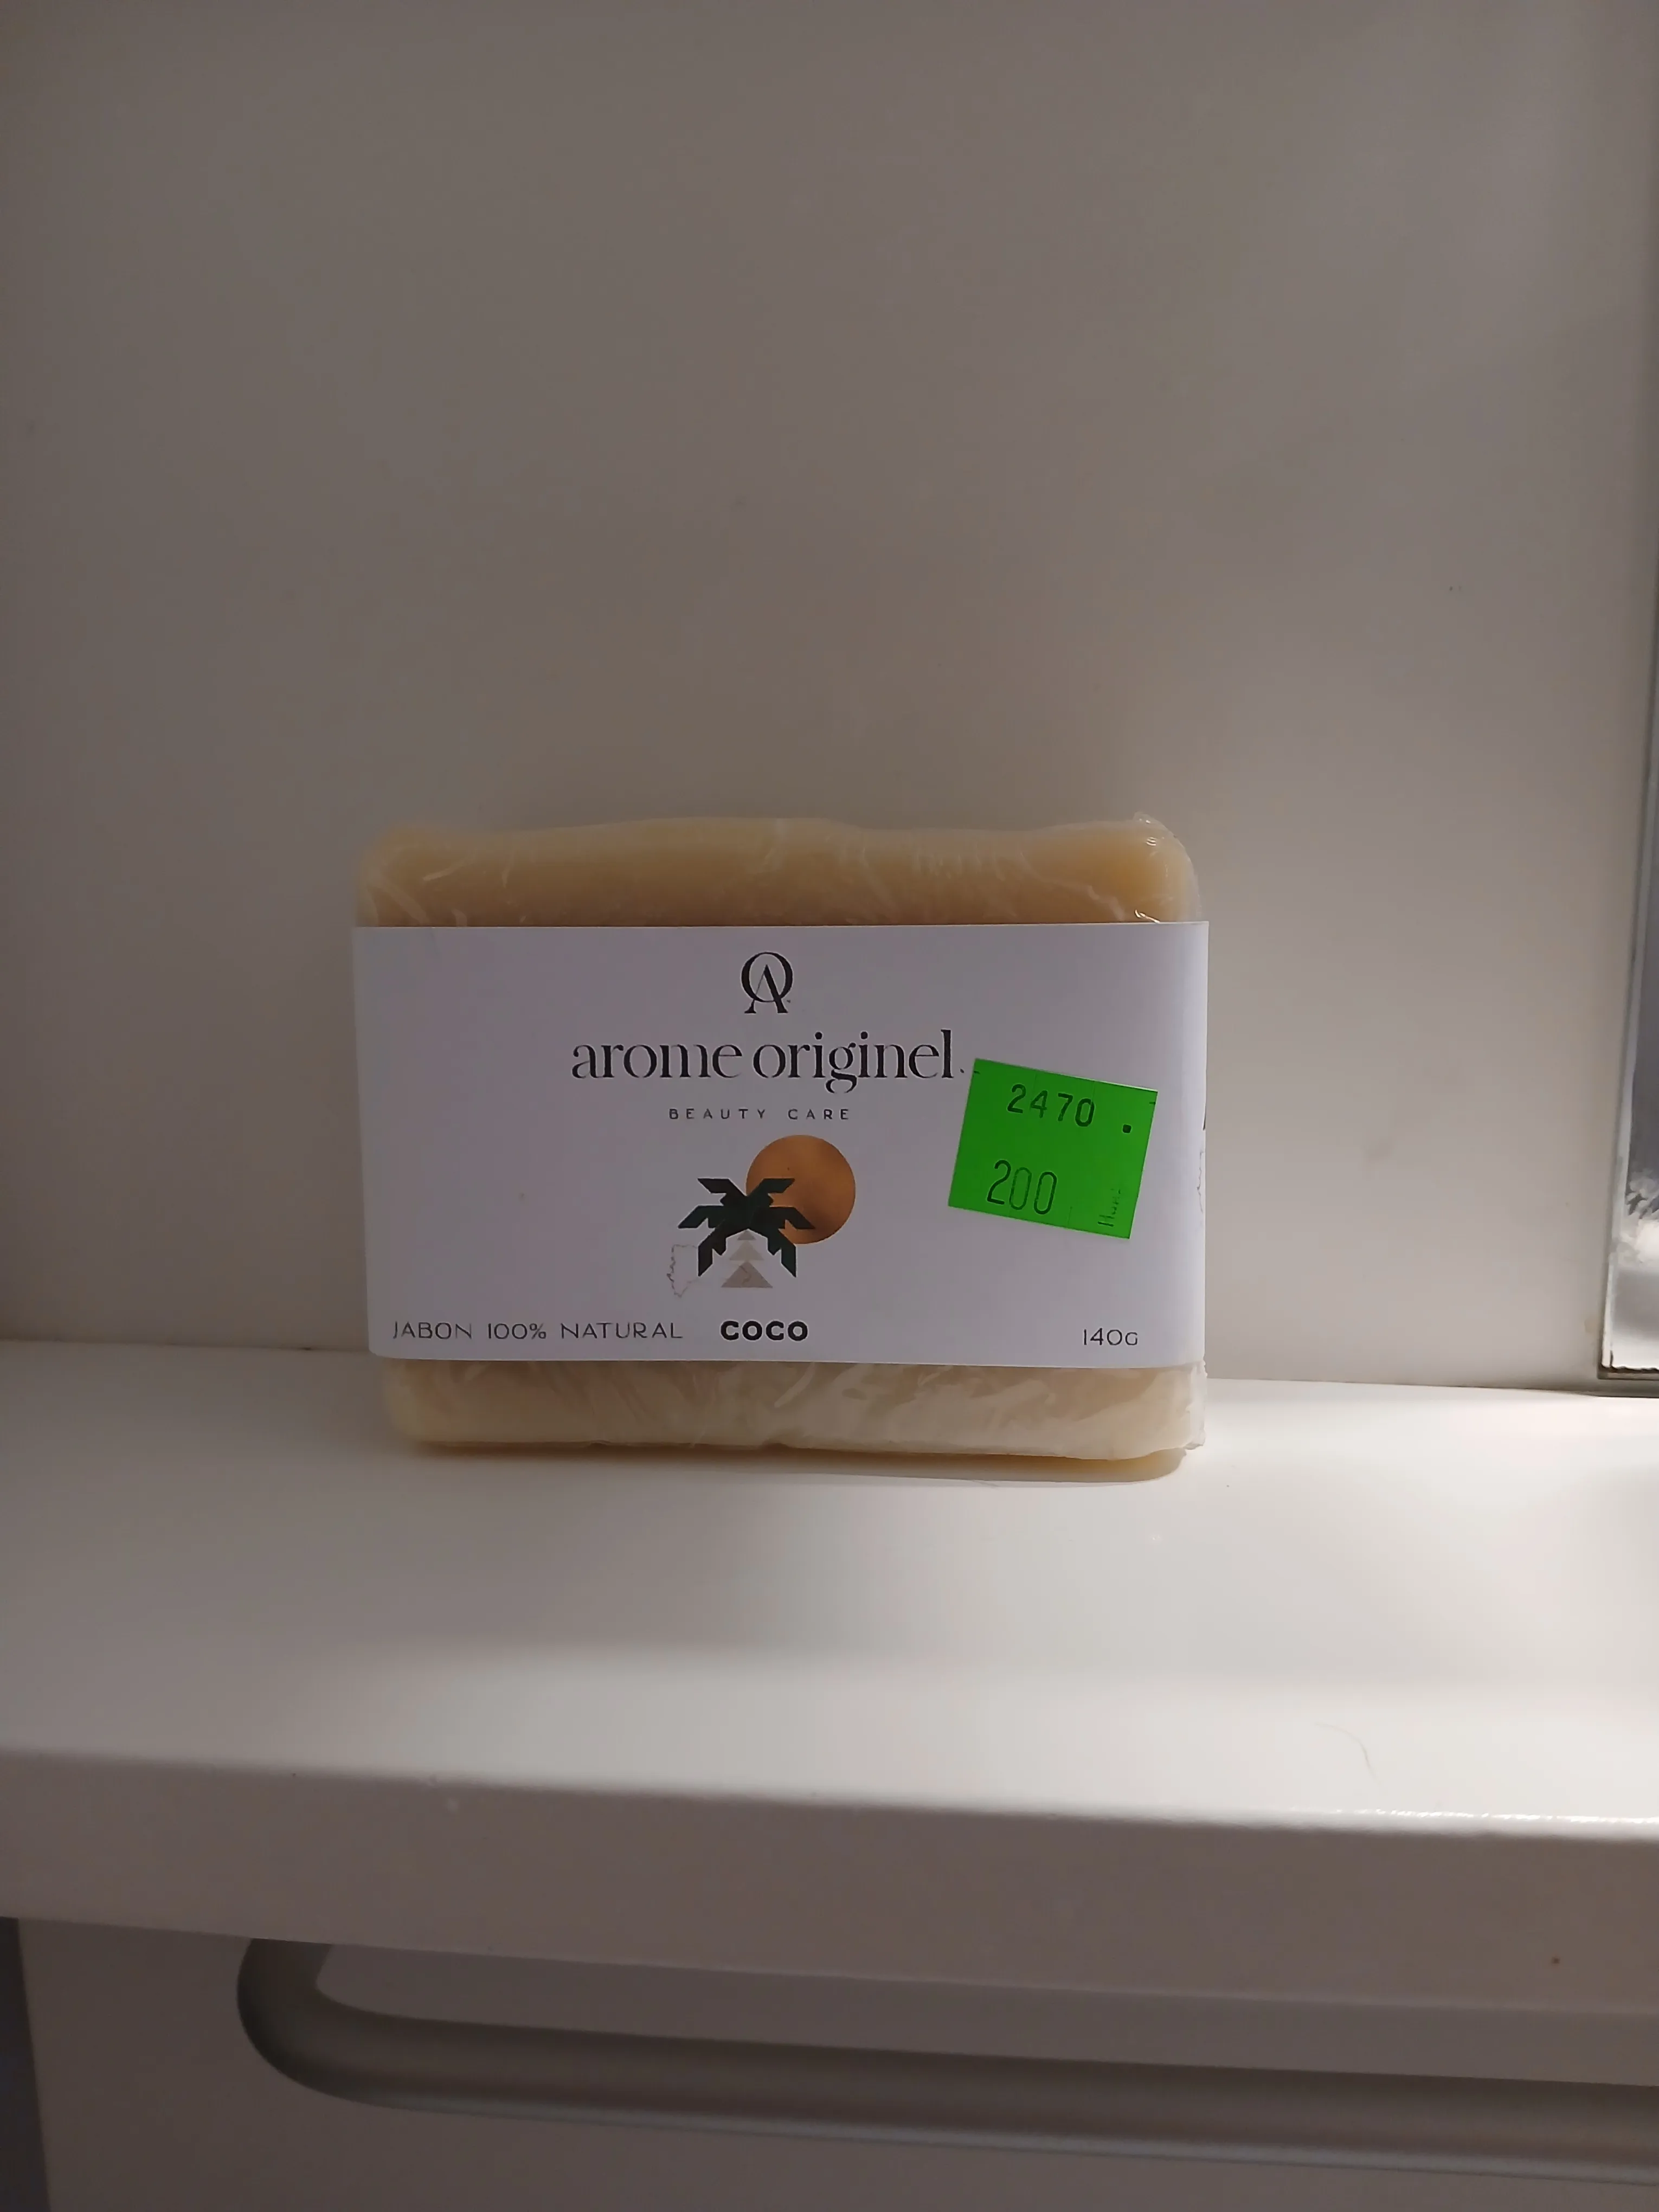 OA
arome originel
BEAUTY CARE
2470.
200
JABON 100% NATURAL COCO 140G